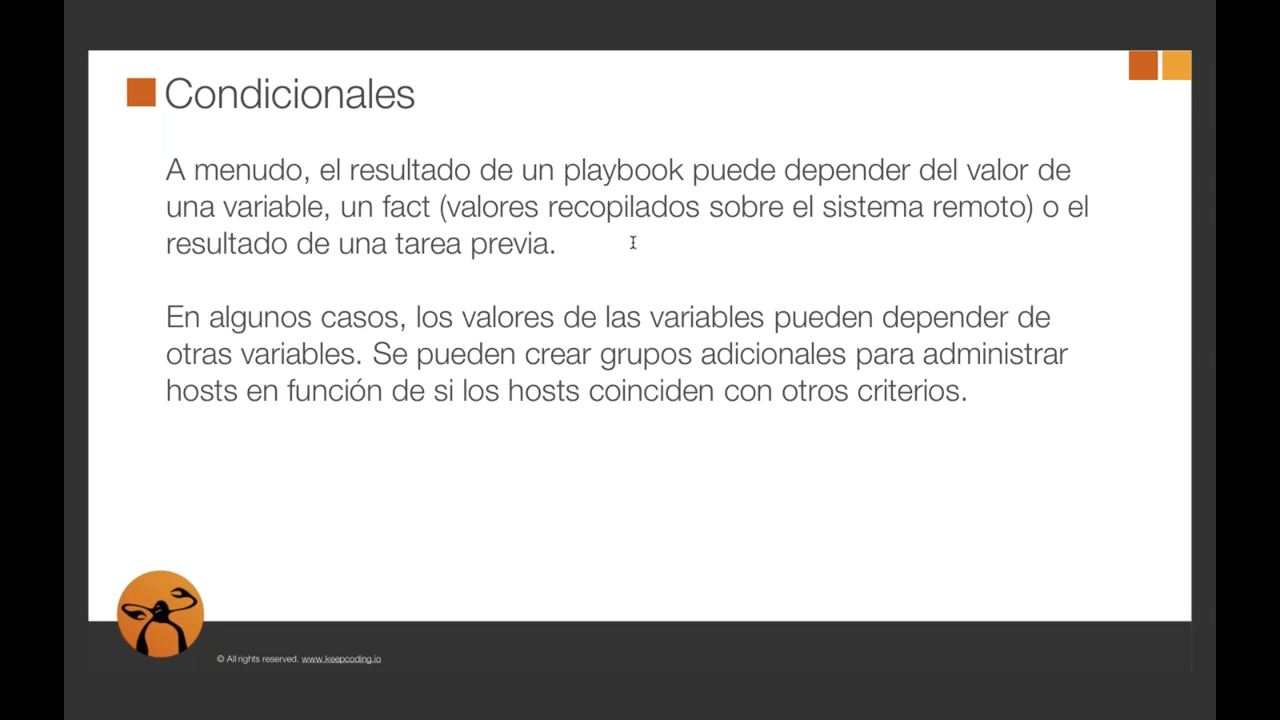 Condicionales
A menudo, el resultado de un playbook puede depender del valor de
una variable, un fact (valores recopilados sobre el sistema remoto) o el
resultado de una tarea previa.
En algunos casos, los valores de las variables pueden depender de
otras variables. Se pueden crear grupos adicionales para administrar
hosts en función de si los hosts coinciden con otros criterios.
© All rights reserved. www.keepcoding.io